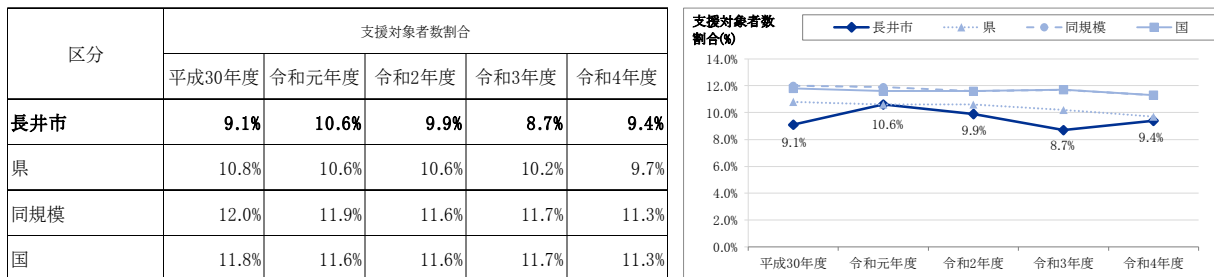 区分 支援対象者数割合
平成30年度 令和元年度 令和2年度 令和3年度 令和4年度
長井市 9.1% 10.6% 9.9% 8.7% 9.4%
県 10.8% 10.6% 10.6% 10.2% 9.7%
同規模 12.0% 11.9% 11.6% 11.7% 11.3%
国 11.8% 11.6% 11.6% 11.7% 11.3%
支援対象者数
割合(%)
長井市 県 同規模 国
14.0%
12.0%
10.0%
8.0%
6.0%
4.0%
2.0%
0.0%
9.1% 10.6% 9.9% 8.7% 9.4%
平成30年度 令和元年度 令和2年度 令和3年度 令和4年度